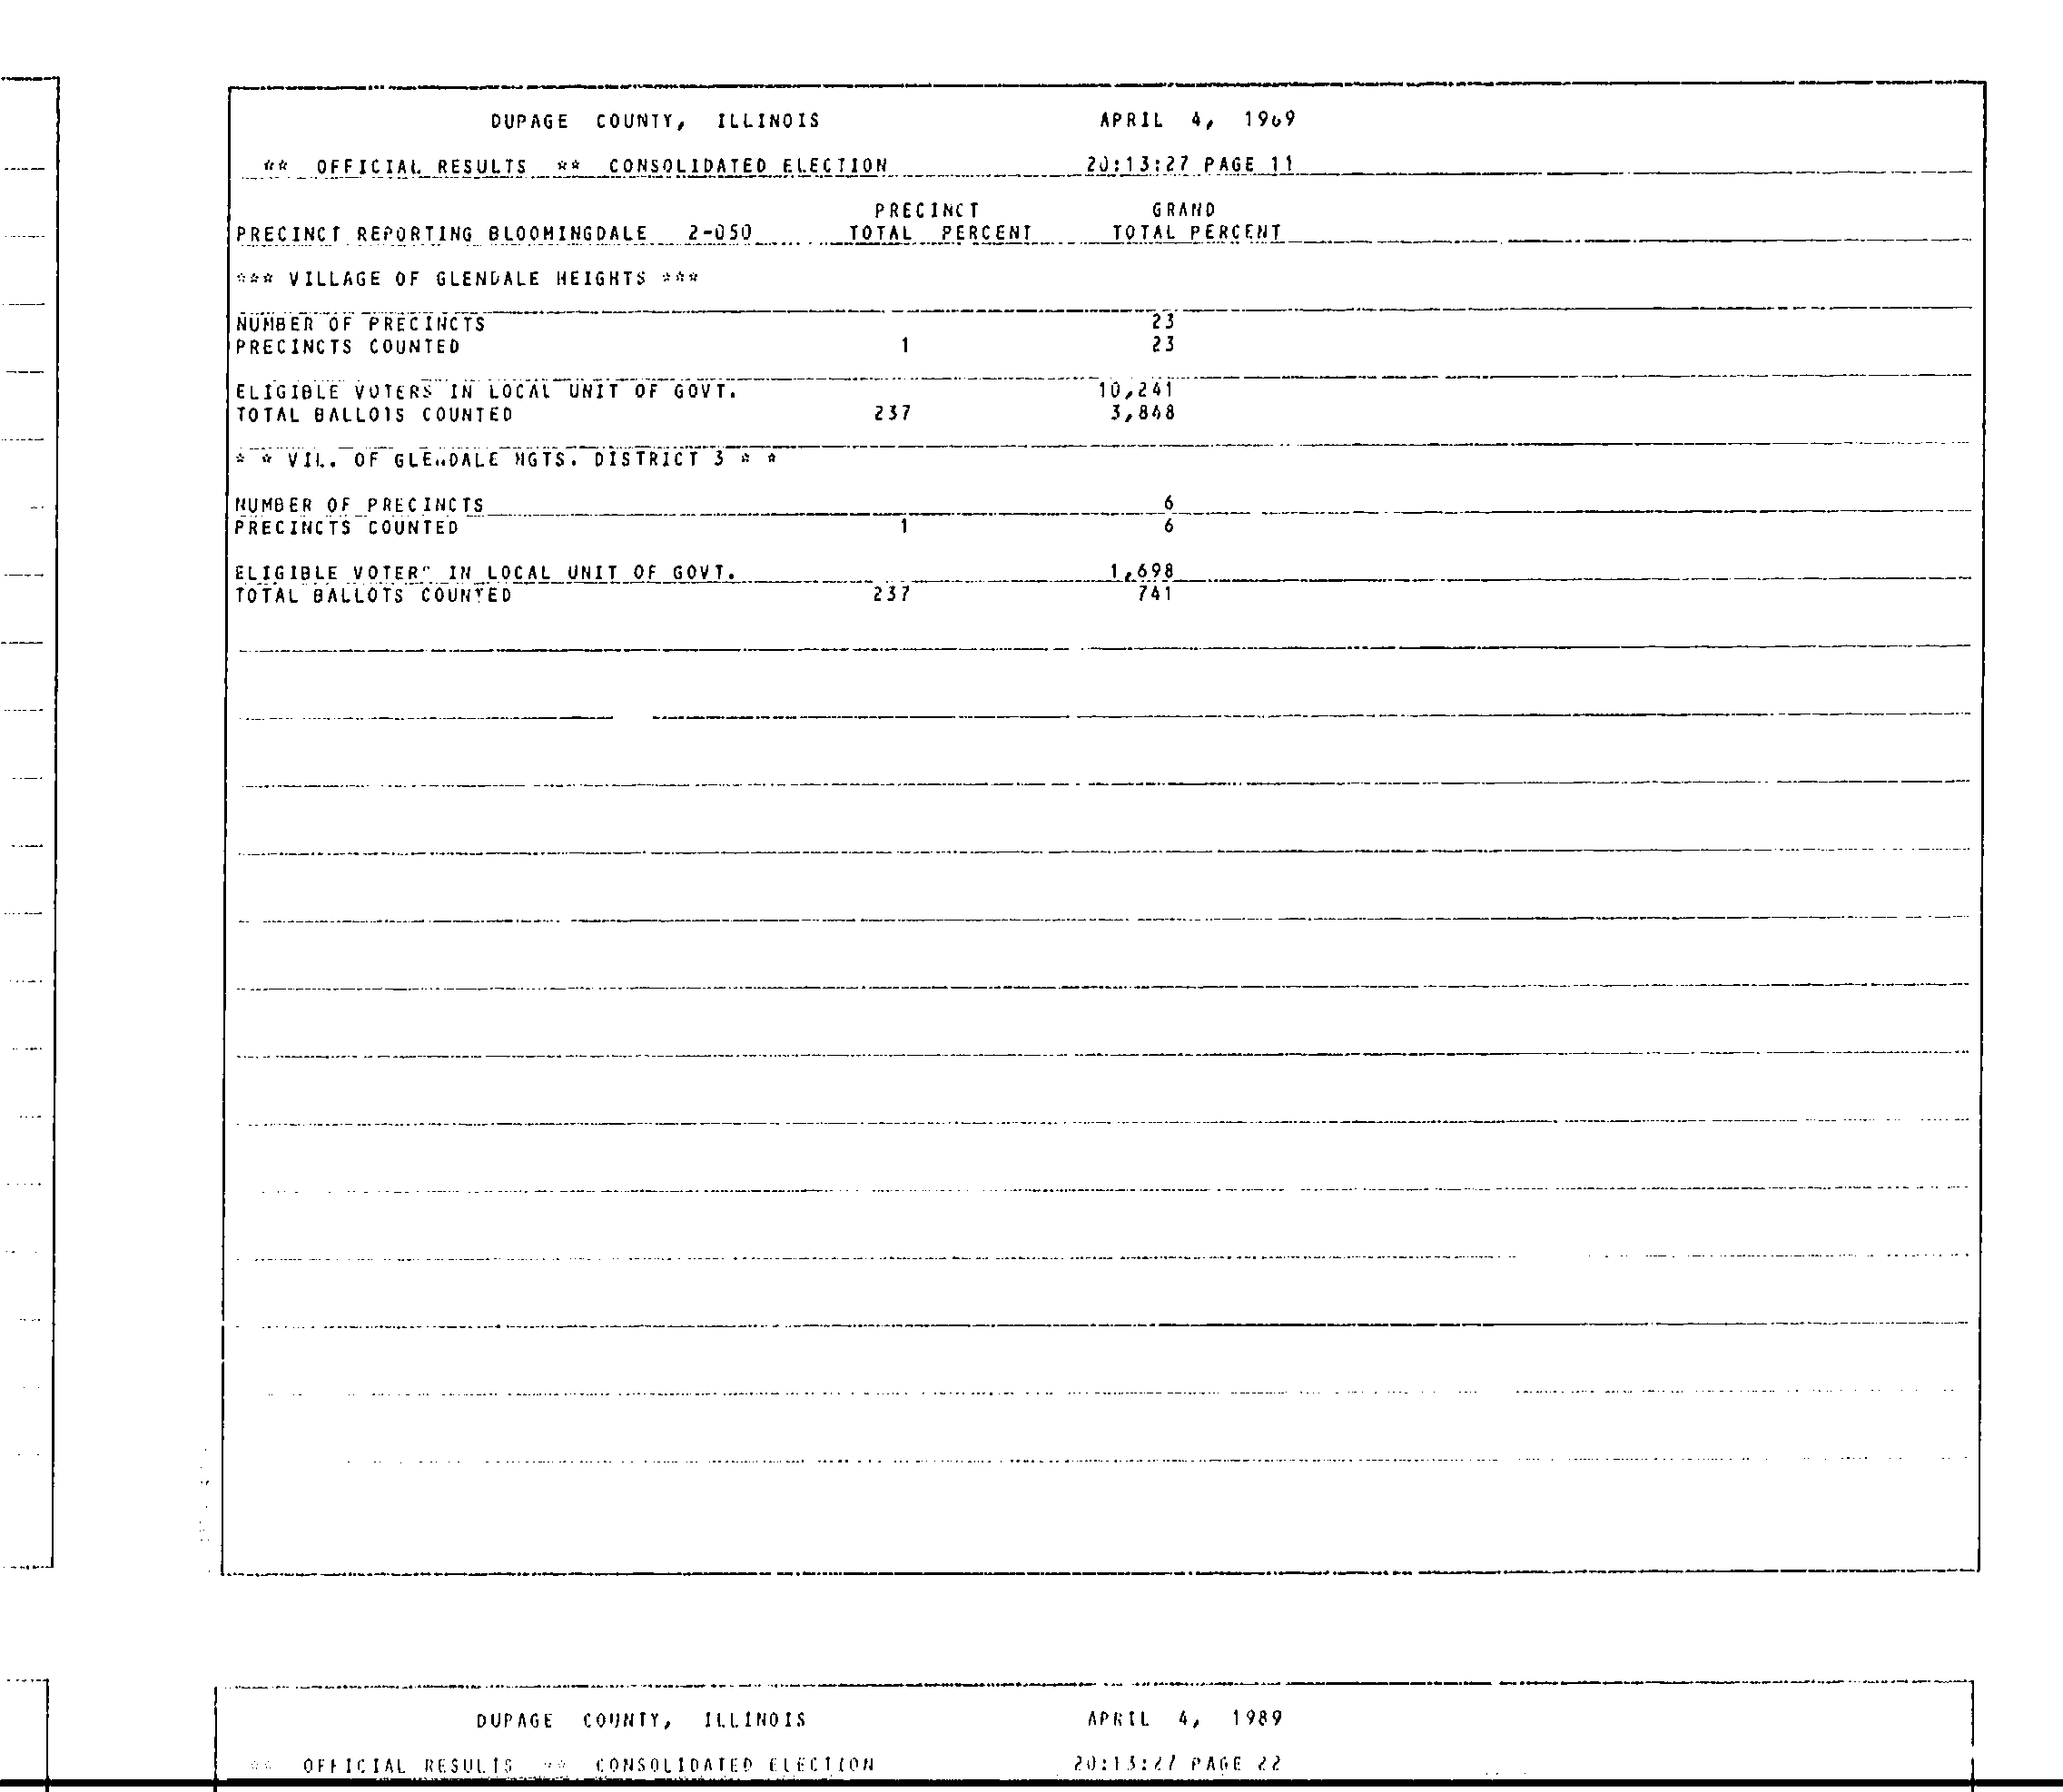 DUPAGE COUNTY, ILLINOIS APRIL 4, 1989
** OFFICIAL RESULTS ** CONSOLIDATED ELECTION 20:13:27 PAGE 11
PRECINCT GRAND
PRECINCT REPORTING BLOOMINGDALE 2-050 TOTAL PERCENT TOTAL PERCENT
*** VILLAGE OF GLENDALE HEIGHTS ***
NUMBER OF PRECINCTS 23
PRECINCTS COUNTED 1 23
ELIGIBLE VOTERS IN LOCAL UNIT OF GOVT. 10,241
TOTAL BALLOTS COUNTED 237
* * VIL. OF GLENDALE HGTS. DISTRICT 3 * *
NUMBER OF PRECINCTS 6
PRECINCTS COUNTED 1 6
ELIGIBLE VOTERS IN LOCAL UNIT OF GOVT. 1,698
TOTAL BALLOTS COUNTED 237 741
DUPAGE COUNTY, ILLINOIS APRIL 4, 1989
** OFFICIAL RESULTS ** CONSOLIDATED ELECTION 20:13:27 PAGE 22